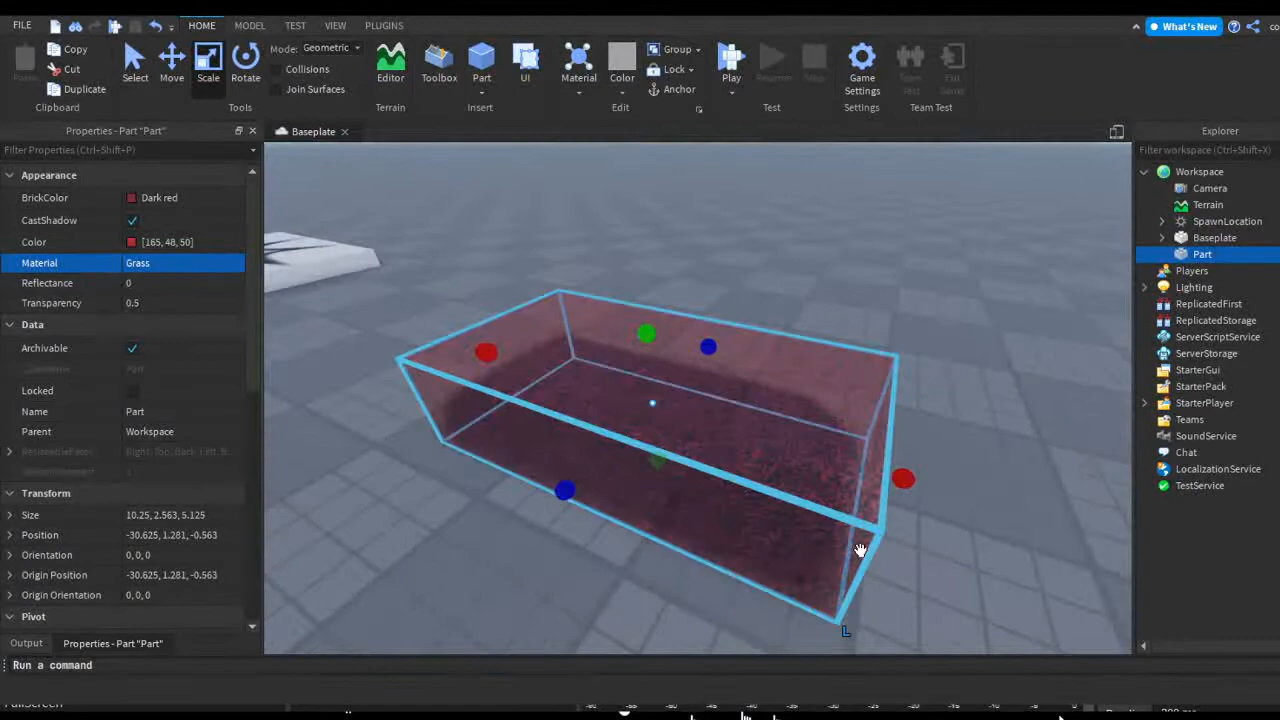 FILE HOME MODEL TEST VIEW PLUGINS What's New
Copy Cut Duplicate Clipboard
Select Move Scale Rotate Mode: Geometric Collisions Join Surfaces Tools
Editor Terrain
Toolbox Part UI Insert
Material Color Group Lock Anchor Edit
Play Test
Game Settings Settings
Team Test
Properties - Part "Part"
Baseplate
Explorer
Filter Properties (Ctrl+Shift+P)
Filter workspace (Ctrl+Shift+X)
Appearance
BrickColor Dark red
CastShadow
Color [165, 48, 50]
Material Grass
Reflectance 0
Transparency 0.5
Data
Archivable
Locked
Name Part
Parent Workspace
Transform
Size 10.25, 2.563, 5.125
Position -30.625, 1.281, -0.563
Orientation 0, 0, 0
Origin Position -30.625, 1.281, -0.563
Origin Orientation 0, 0, 0
Pivot
Workspace
Camera
Terrain
SpawnLocation
Baseplate
Part
Players
Lighting
ReplicatedFirst
ReplicatedStorage
ServerScriptService
ServerStorage
StarterGui
StarterPack
StarterPlayer
Teams
SoundService
Chat
LocalizationService
TestService
L
Output Properties - Part "Part"
Run a command